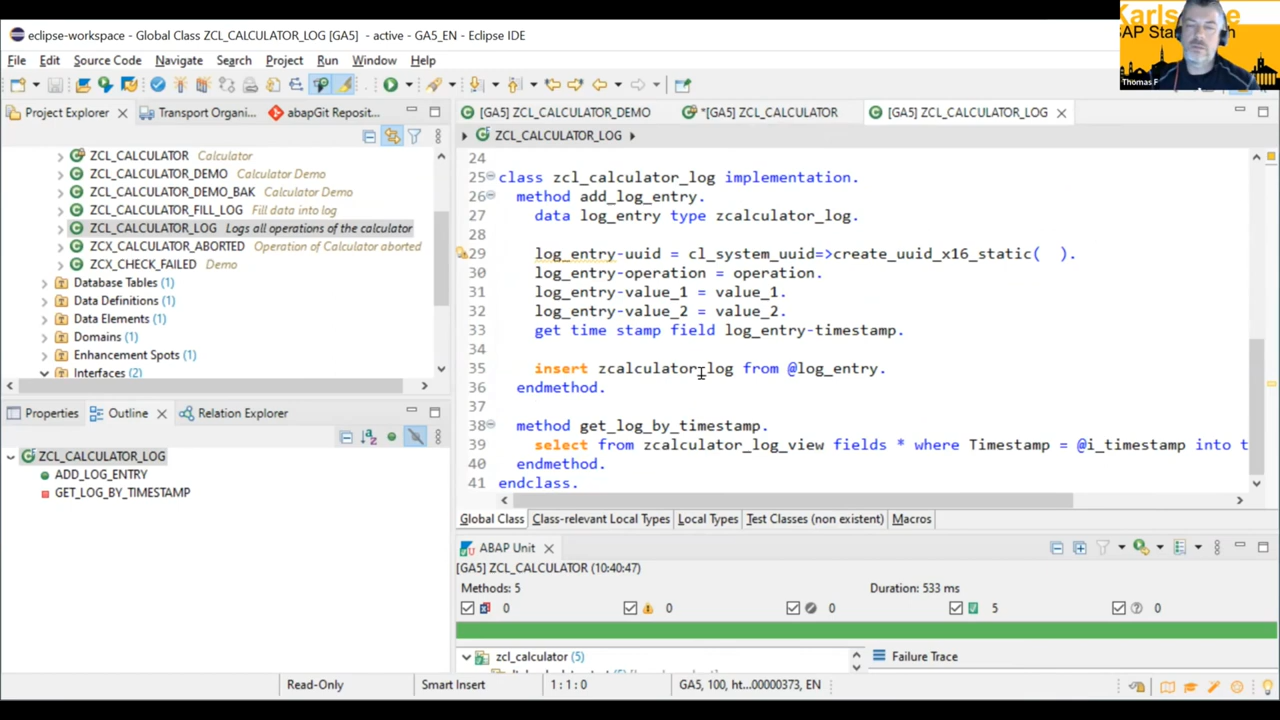 Karls
SAP Sta
Thomas F
eclipse-workspace - Global Class ZCL_CALCULATOR_LOG [GA5] - active - GA5_EN - Eclipse IDE
File Edit Source Code Navigate Search Project Run Window Help
Project Explorer Transport Organi... abapGit Reposit...
[GA5] ZCL_CALCULATOR_DEMO *[GA5] ZCL_CALCULATOR [GA5] ZCL_CALCULATOR_LOG
ZCL_CALCULATOR_LOG
ZCL_CALCULATOR Calculator
ZCL_CALCULATOR_DEMO Calculator Demo
ZCL_CALCULATOR_DEMO_BAK Calculator Demo
ZCL_CALCULATOR_FILL_LOG Fill data into log
ZCL_CALCULATOR_LOG Logs all operations of the calculator
ZCX_CALCULATOR_ABORTED Operation of Calculator aborted
ZCX_CHECK_FAILED Demo
Database Tables (1)
Data Definitions (1)
Data Elements (1)
Domains (1)
Enhancement Spots (1)
Interfaces (2)
24
25 class zcl_calculator_log implementation.
26 method add_log_entry.
27 data log_entry type zcalculator_log.
28
29 log_entry-uuid = cl_system_uuid=>create_uuid_x16_static( ).
30 log_entry-operation = operation.
31 log_entry-value_1 = value_1.
32 log_entry-value_2 = value_2.
33 get time stamp field log_entry-timestamp.
34
35 insert zcalculator_log from @log_entry.
36 endmethod.
37
38 method get_log_by_timestamp.
39 select from zcalculator_log_view fields * where Timestamp = @i_timestamp into t
40 endmethod.
41 endclass.
Properties Outline Relation Explorer
ZCL_CALCULATOR_LOG
ADD_LOG_ENTRY
GET_LOG_BY_TIMESTAMP
Global Class Class-relevant Local Types Local Types Test Classes (non existent) Macros
ABAP Unit
[GA5] ZCL_CALCULATOR (10:40:47)
Methods: 5 Duration: 533 ms
0 0 0 5 0
zcl_calculator (5) Failure Trace
Read-Only Smart Insert 1 : 1 : 0 GA5, 100, ht...00000373, EN